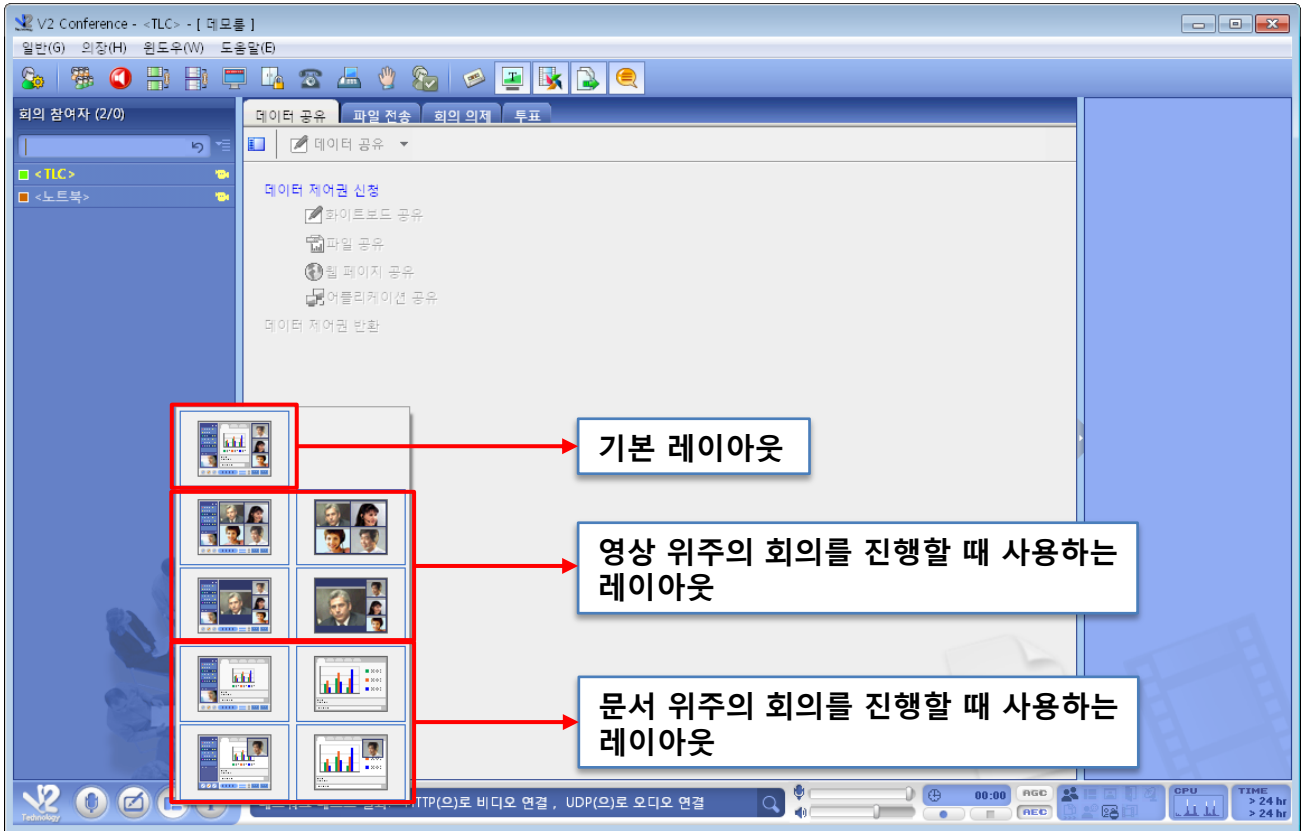 V2 Conference - <TLC> - [ 데모룸 ]
일반(G) 의장(H) 윈도우(W) 도움말(E)
회의 참여자 (2/0)
데이터 공유 파일 전송 회의 의제 투표
데이터 공유
<TLC>
<노트북>
데이터 제어권 신청
화이트보드 공유
파일 공유
웹 페이지 공유
어플리케이션 공유
데이터 제어권 반환
기본 레이아웃
영상 위주의 회의를 진행할 때 사용하는
레이아웃
문서 위주의 회의를 진행할 때 사용하는
레이아웃
V2
Technology
(으)로 비디오 연결 , UDP(으)로 오디오 연결
00:00
AGC
AEC
CPU
TIME
> 24 hr
> 24 hr